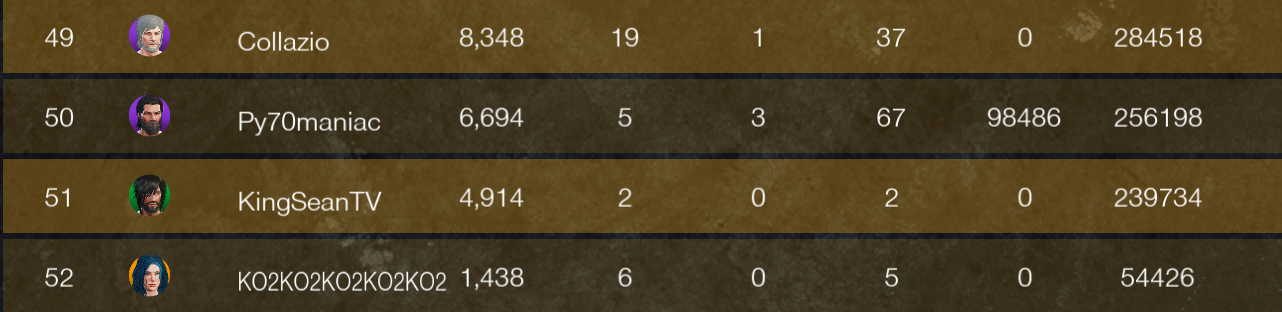 49 Collazio 8,348 19 1 37 0 284518
50 Py70maniac 6,694 5 3 67 98486 256198
51 KingSeanTV 4,914 2 0 2 0 239734
52 KO2KO2KO2KO2KO2 1,438 6 0 5 0 54426